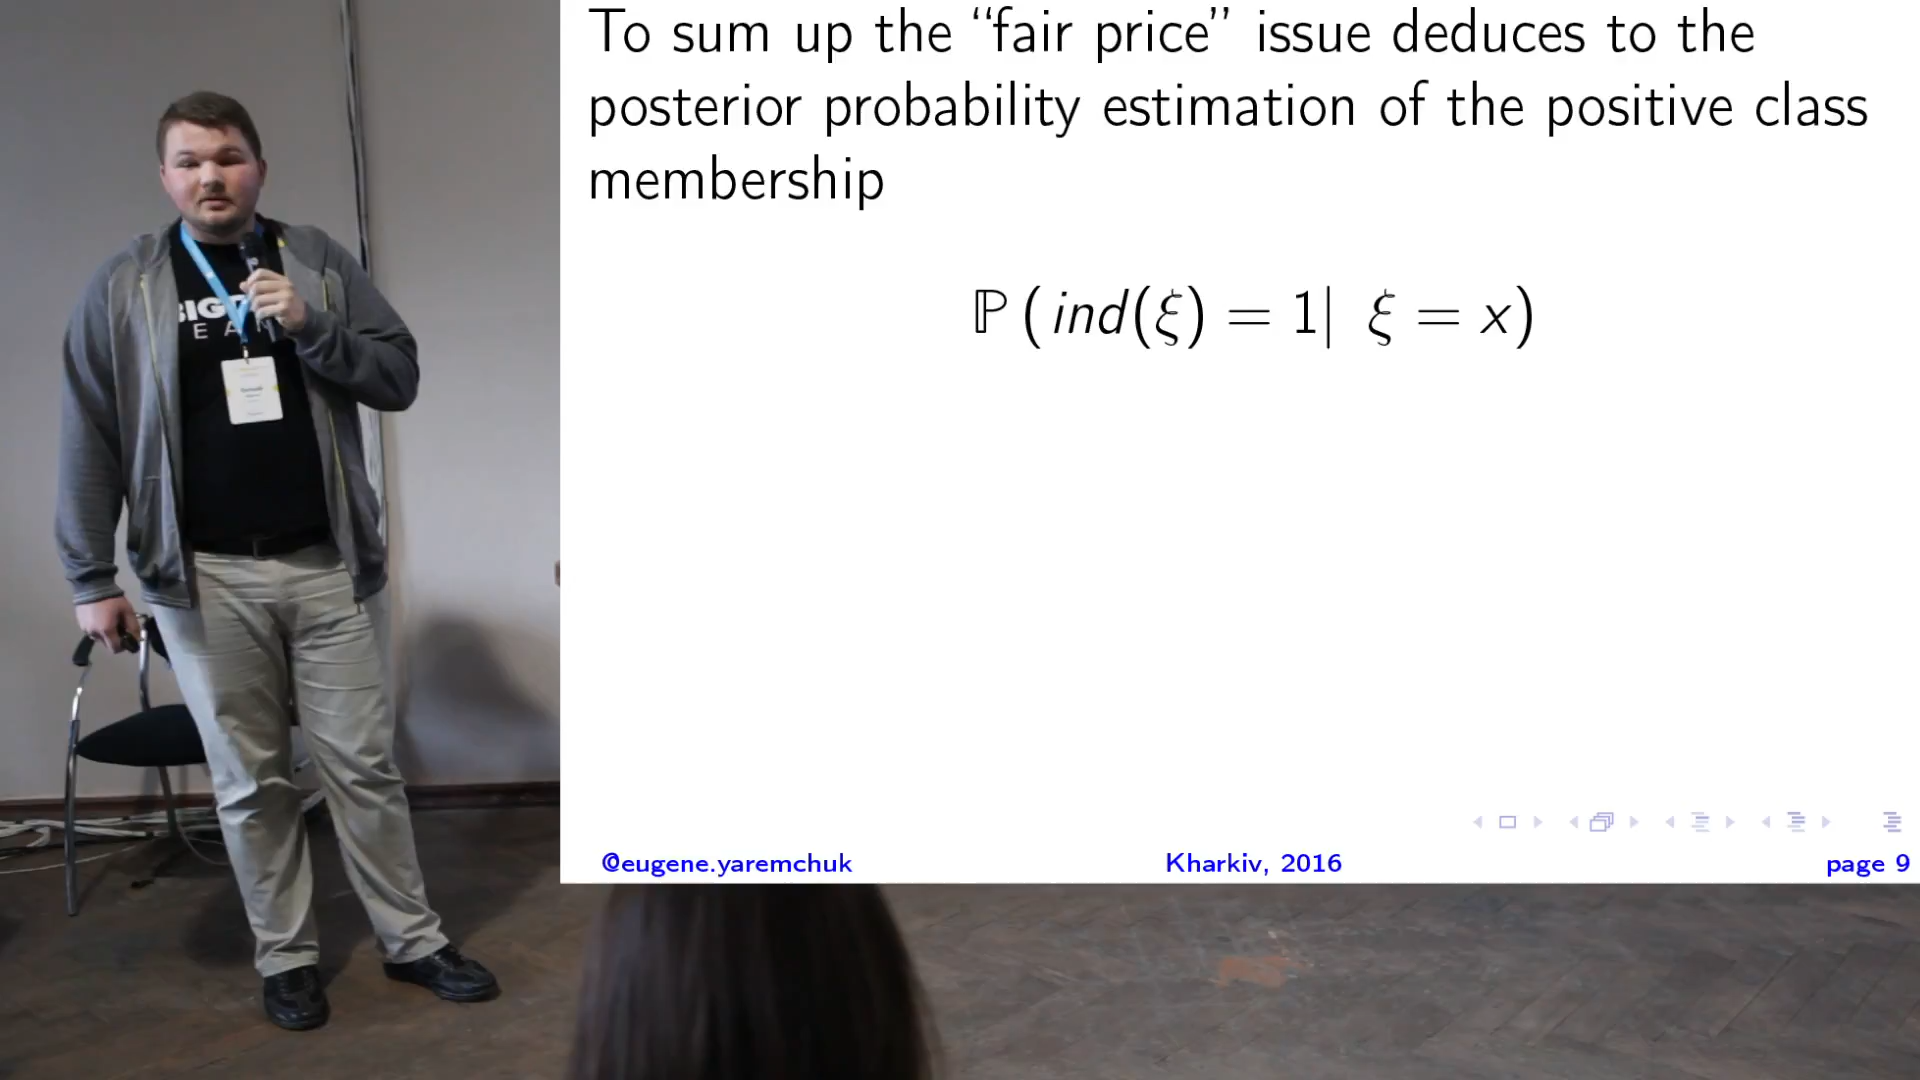 To sum up the “fair price” issue deduces to the
posterior probability estimation of the positive class
membership
ℙ ( ind(ξ) = 1| ξ = x)
@eugene.yaremchuk Kharkiv, 2016 page 9